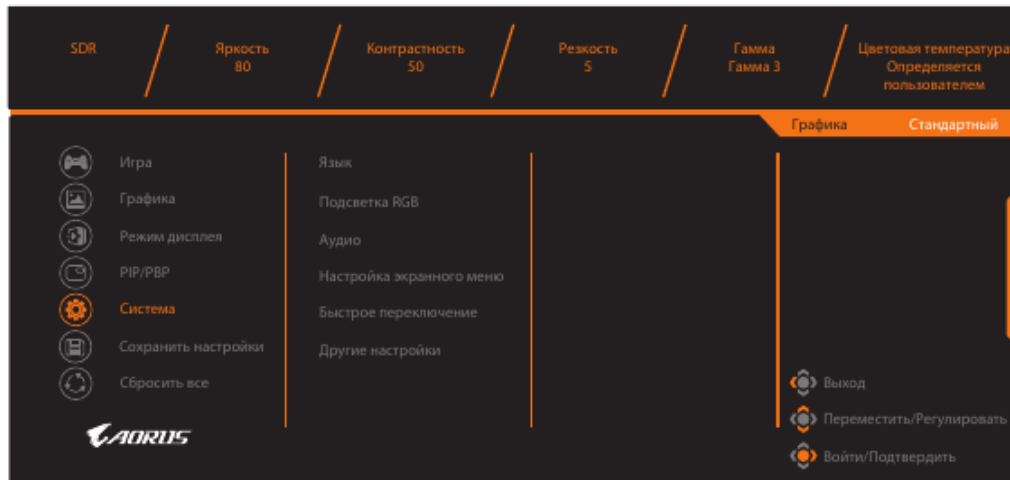 SDR
Яркость
80
Контрастность
50
Резкость
5
Гамма
Гамма 3
Цветовая температура
Определяется
пользователем
Графика Стандартный
Игра
Графика
Режим дисплея
PIP/PBP
Система
Сохранить настройки
Сбросить все
Язык
Подсветка RGB
Аудио
Настройка экранного меню
Быстрое переключение
Другие настройки
Выход
Переместить/Регулировать
Войти/Подтвердить
AORUS